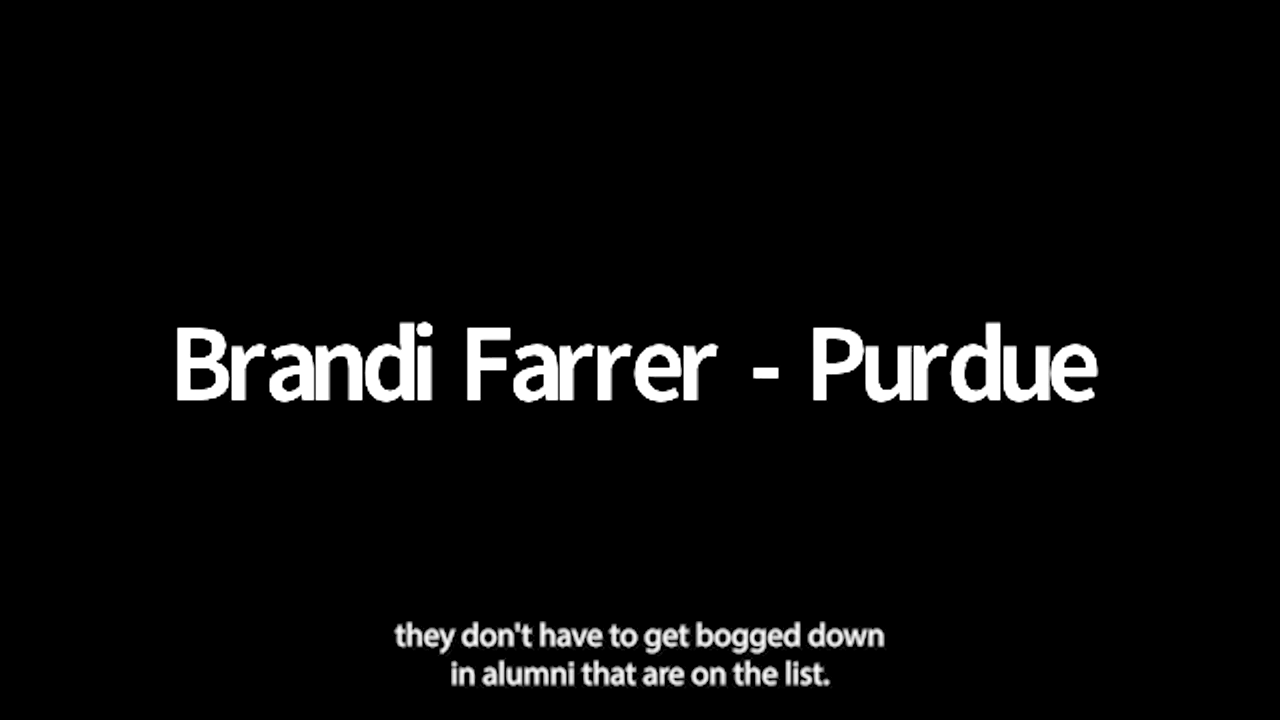 Brandi Farrer - Purdue
they don't have to get bogged down
in alumni that are on the list.